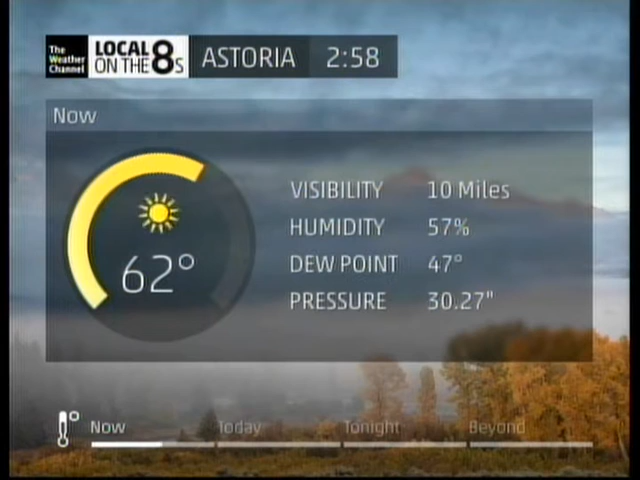 The Weather Channel
LOCAL ON THE 8s
ASTORIA 2:58
Now
62°
VISIBILITY 10 Miles
HUMIDITY 57%
DEW POINT 47°
PRESSURE 30.27"
Now Today Tonight Beyond